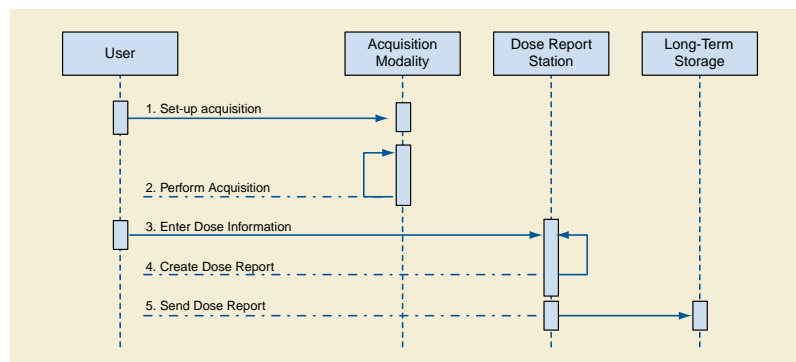 User
Acquisition
Modality
Dose Report
Station
Long-Term
Storage
1. Set-up acquisition
2. Perform Acquisition
3. Enter Dose Information
4. Create Dose Report
5. Send Dose Report